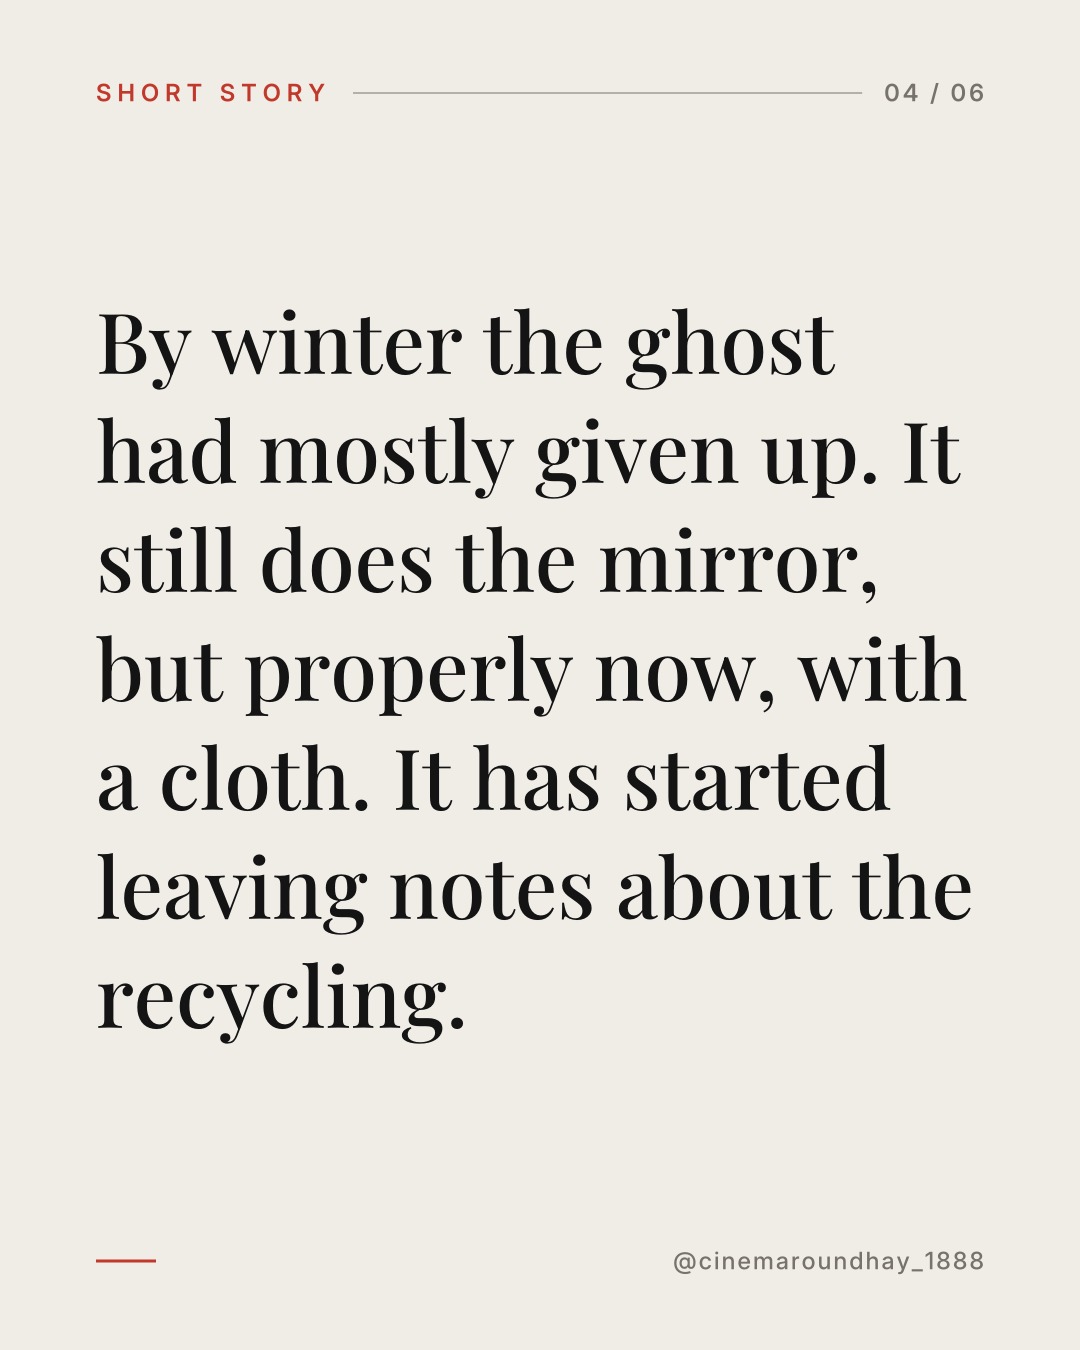 SHORT STORY 04 / 06
By winter the ghost
had mostly given up. It
still does the mirror,
but properly now, with
a cloth. It has started
leaving notes about the
recycling.
@cinemaroundhay_1888